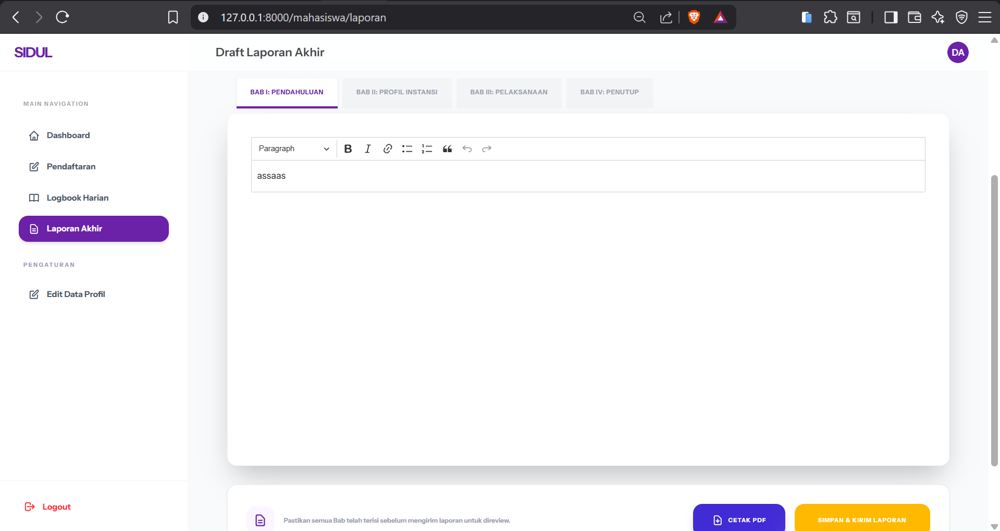 127.0.0.1:8000/mahasiswa/laporan
SIDUL
Draft Laporan Akhir
DA
MAIN NAVIGATION
Dashboard
Pendaftaran
Logbook Harian
Laporan Akhir
PENGATURAN
Edit Data Profil
Logout
BAB I: PENDAHULUAN
BAB II: PROFIL INSTANSI
BAB III: PELAKSANAAN
BAB IV: PENUTUP
Paragraph
assaas
Pastikan semua Bab telah terisi sebelum mengirim laporan untuk direview.
CETAK PDF
SIMPAN & KIRIM LAPORAN